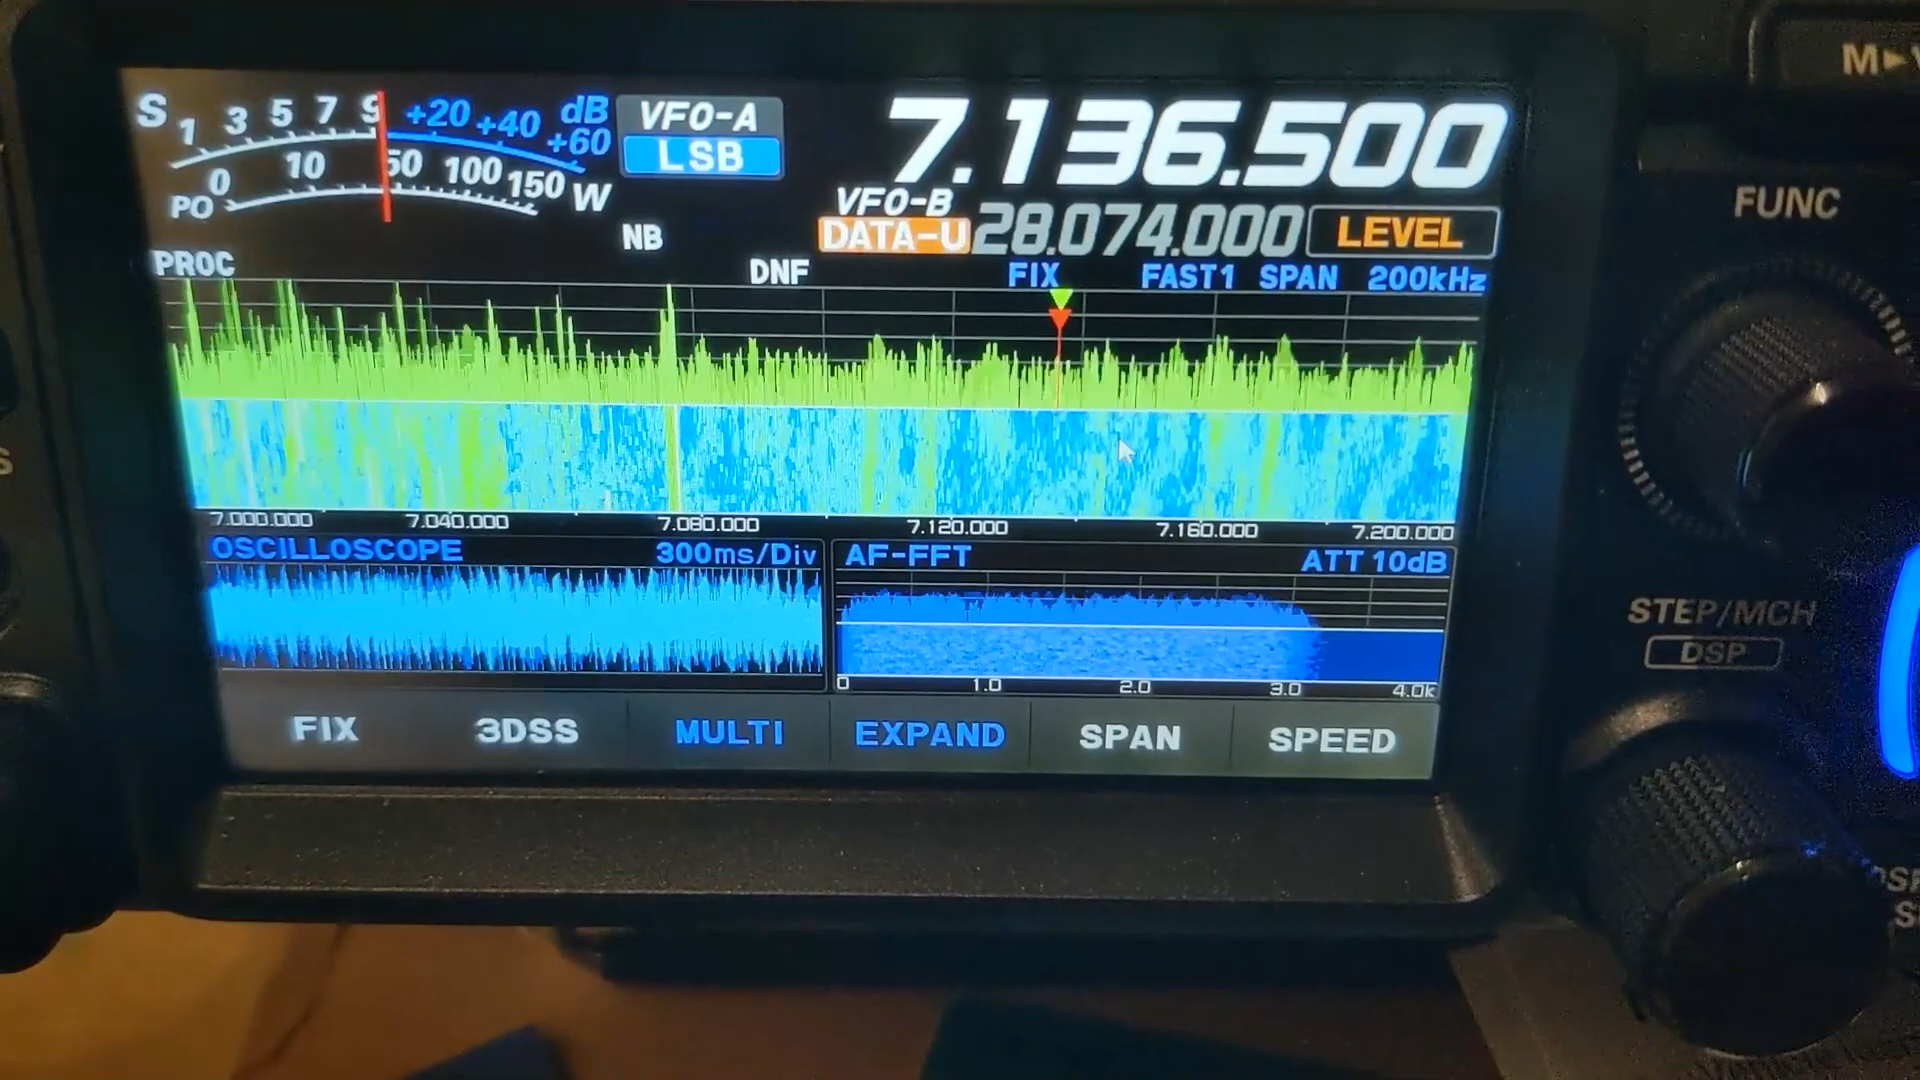 S 1 3 5 7 9 +20 +40 +60 dB
PO 0 10 50 100 150 W
VFO-A
LSB
7.136.500
VFO-B
DATA-U 28.074.000 LEVEL
NB
PROC DNF FIX FAST1 SPAN 200kHz
7.000.000 7.040.000 7.080.000 7.120.000 7.160.000 7.200.000
OSCILLOSCOPE 300ms/Div AF-FFT ATT 10dB
0 1.0 2.0 3.0 4.0k
FIX 3DSS MULTI EXPAND SPAN SPEED
FUNC
STEP/MCH
DSP